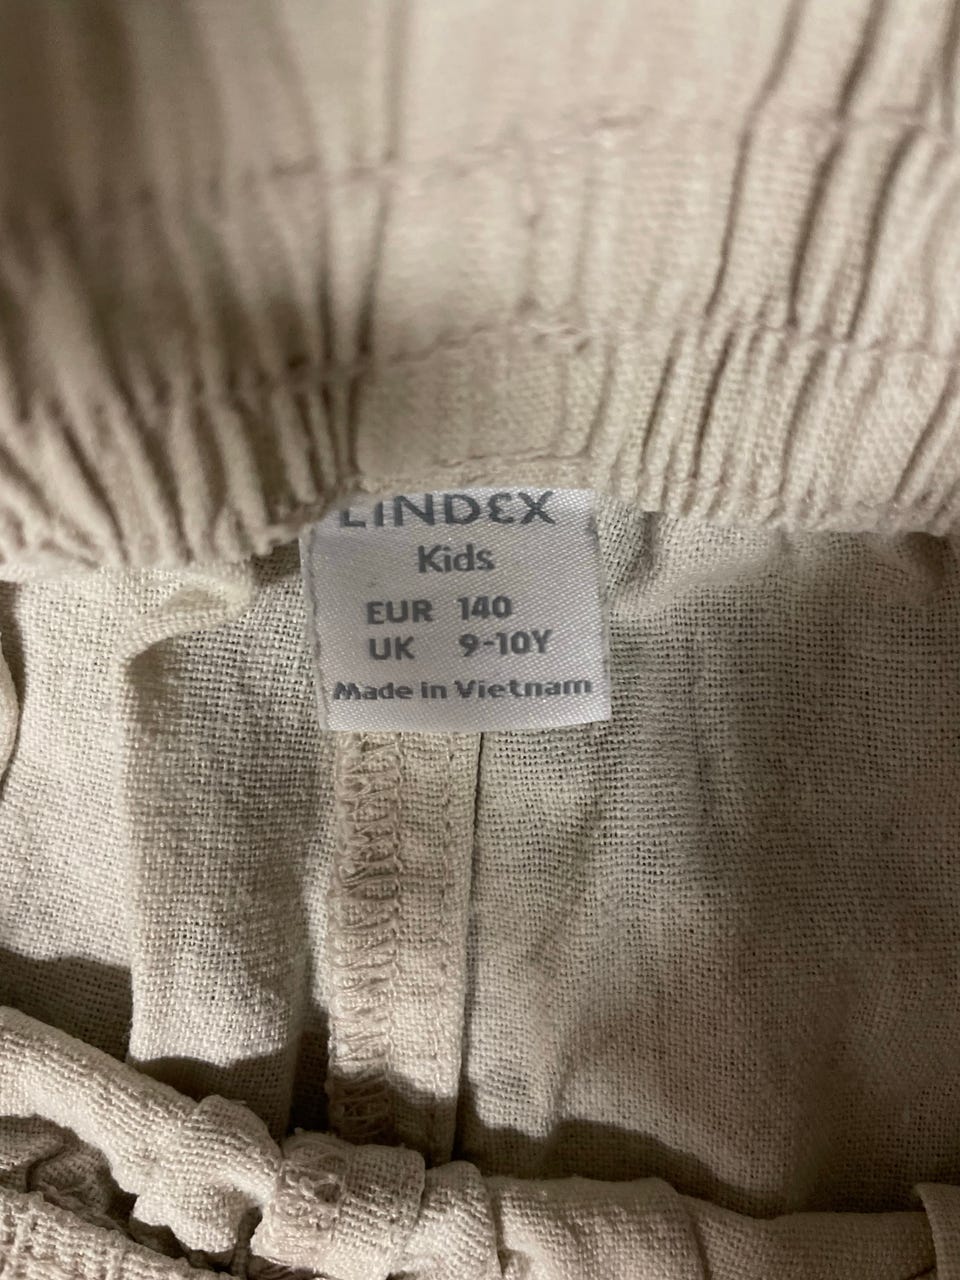 LINDEX
Kids
EUR 140
UK 9-10Y
Made in Vietnam